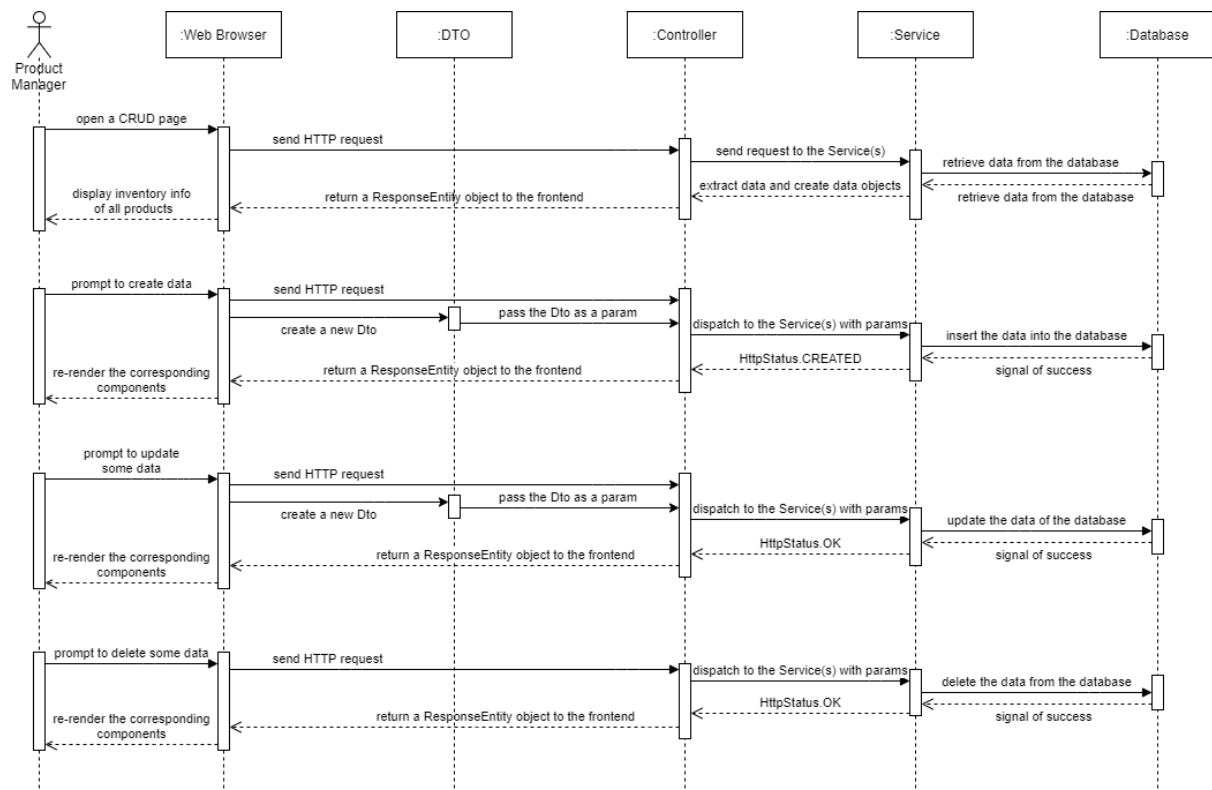 :Web Browser
:DTO
:Controller
:Service
:Database
Product
Manager
open a CRUD page
send HTTP request
send request to the Service(s)
retrieve data from the database
display inventory info
of all products
return a ResponseEntity object to the frontend
extract data and create data objects
retrieve data from the database
prompt to create data
send HTTP request
create a new Dto
pass the Dto as a param
dispatch to the Service(s) with params
insert the data into the database
re-render the corresponding
components
return a ResponseEntity object to the frontend
HttpStatus.CREATED
signal of success
prompt to update
some data
send HTTP request
create a new Dto
pass the Dto as a param
dispatch to the Service(s) with params
update the data of the database
re-render the corresponding
components
return a ResponseEntity object to the frontend
HttpStatus.OK
signal of success
prompt to delete some data
send HTTP request
dispatch to the Service(s) with params
delete the data from the database
re-render the corresponding
components
return a ResponseEntity object to the frontend
HttpStatus.OK
signal of success